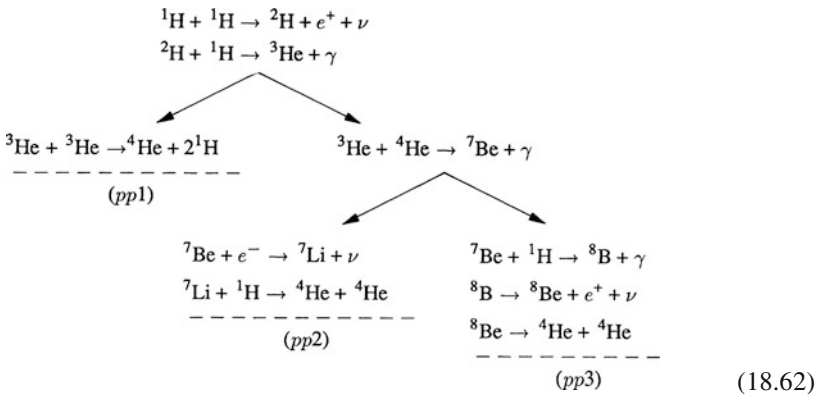 ¹H + ¹H → ²H + e⁺ + ν
²H + ¹H → ³He + γ
³He + ³He → ⁴He + 2¹H
(pp1)
³He + ⁴He → ⁷Be + γ
⁷Be + e⁻ → ⁷Li + ν
⁷Li + ¹H → ⁴He + ⁴He
(pp2)
⁷Be + ¹H → ⁸B + γ
⁸B → ⁸Be + e⁺ + ν
⁸Be → ⁴He + ⁴He
(pp3)
(18.62)